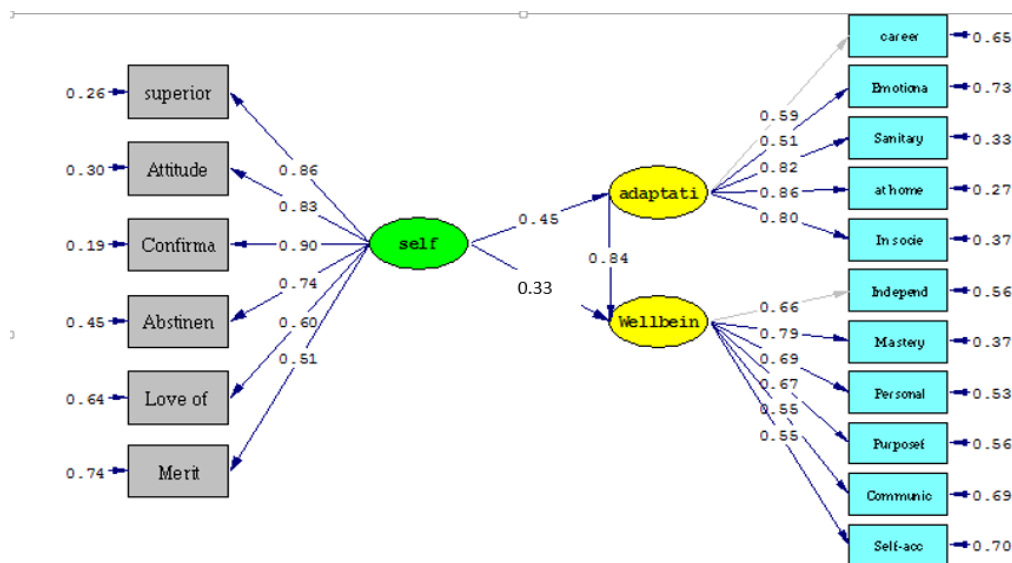 0.26
superior
0.30
Attitude
0.19
Confirma
0.45
Abstinen
0.64
Love of
0.74
Merit
0.86
0.83
0.90
0.74
0.60
0.51
self
0.45
0.33
adaptati
0.84
Wellbein
0.59
0.51
0.82
0.86
0.80
0.66
0.79
0.69
0.67
0.55
0.55
career
0.65
Emotiona
0.73
Sanitary
0.33
at home
0.27
In socie
0.37
Independ
0.56
Mastery
0.37
Personal
0.53
Purposef
0.56
Communic
0.69
Self-acc
0.70